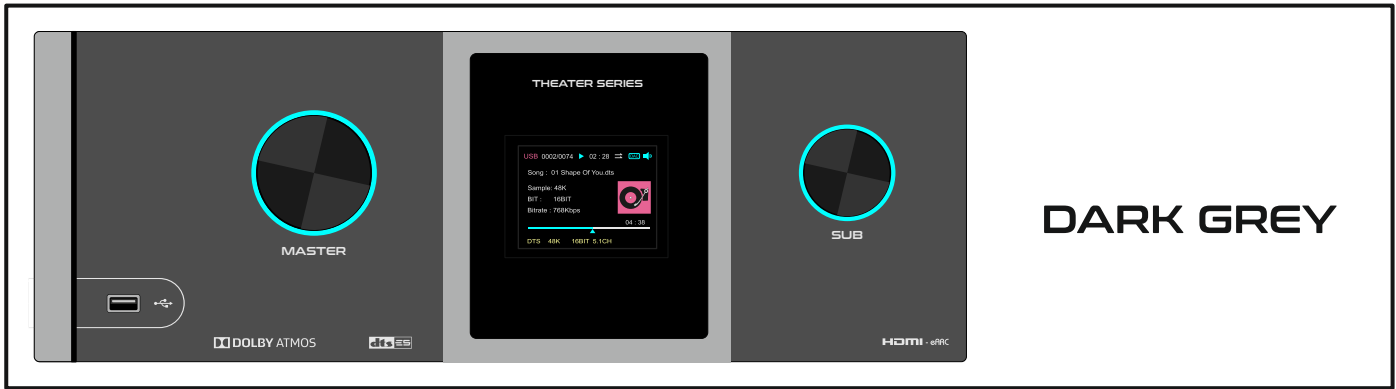 THEATER SERIES
USB 0002/0074 02 : 28
Song : 01 Shape Of You.dts
Sample: 48K
BIT : 16BIT
Bitrate : 768Kbps
04 : 38
DTS 48K 16BIT 5.1CH
MASTER
SUB
DOLBY ATMOS
dts ES
HDMI - eARC
DARK GREY